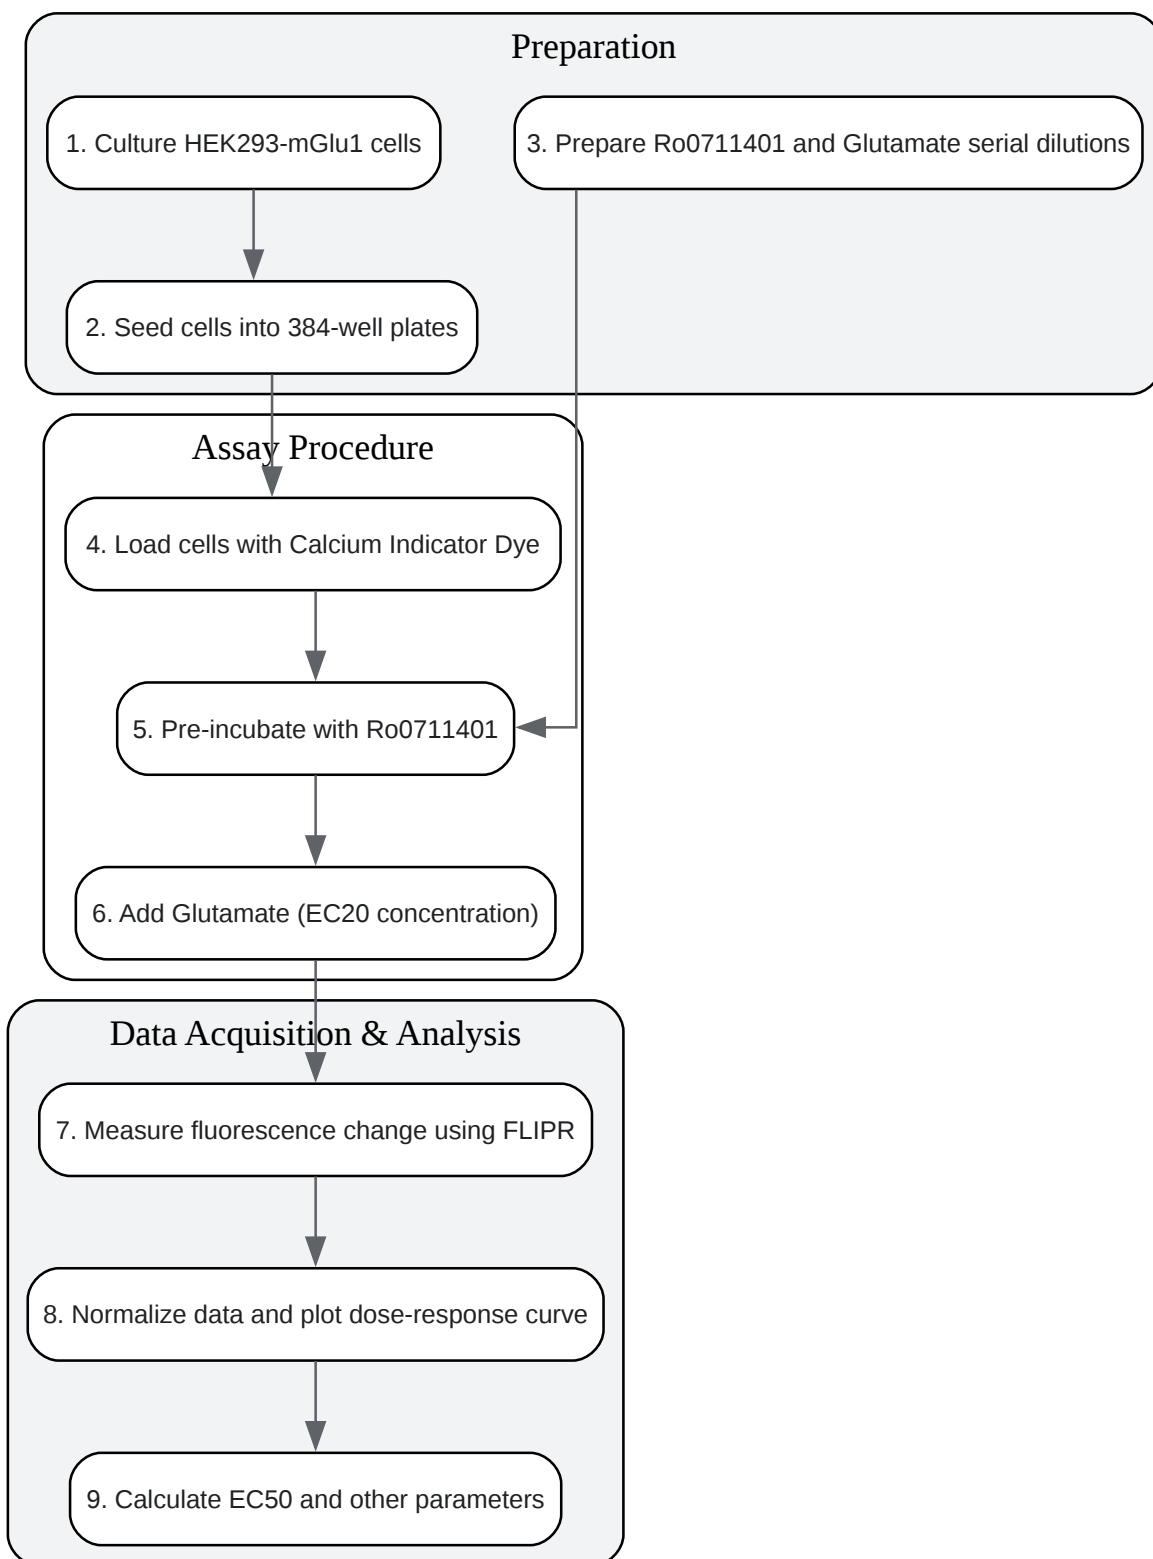 Preparation
1. Culture HEK293-mGlu1 cells
3. Prepare Ro0711401 and Glutamate serial dilutions
2. Seed cells into 384-well plates
Assay Procedure
4. Load cells with Calcium Indicator Dye
5. Pre-incubate with Ro0711401
6. Add Glutamate (EC20 concentration)
Data Acquisition & Analysis
7. Measure fluorescence change using FLIPR
8. Normalize data and plot dose-response curve
9. Calculate EC50 and other parameters